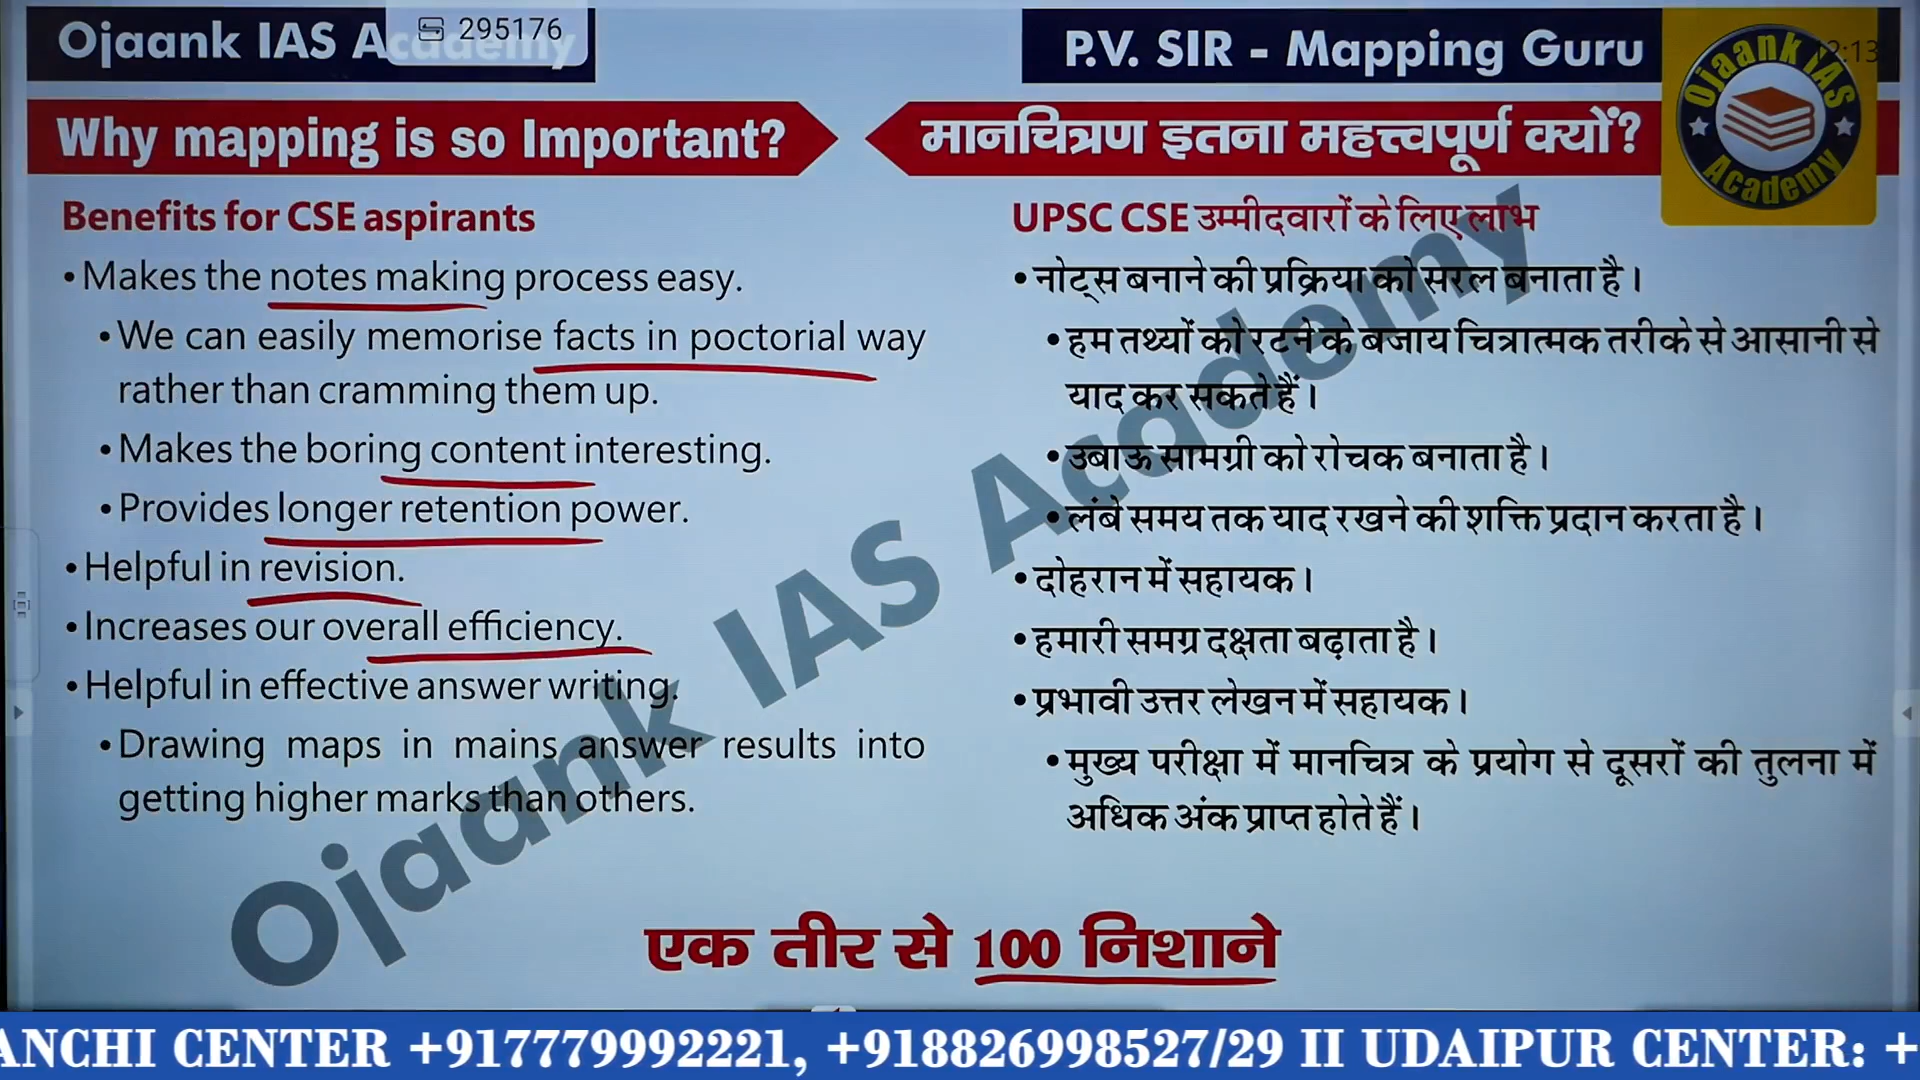 Ojaank IAS Academy
295176
P.V. SIR - Mapping Guru
Ojaank IAS
Academy
Why mapping is so Important?
मानचित्रण इतना महत्त्वपूर्ण क्यों?
Benefits for CSE aspirants
• Makes the notes making process easy.
• We can easily memorise facts in poctorial way
rather than cramming them up.
• Makes the boring content interesting.
• Provides longer retention power.
• Helpful in revision.
• Increases our overall efficiency.
• Helpful in effective answer writing.
• Drawing maps in mains answer results into
getting higher marks than others.
UPSC CSE उम्मीदवारों के लिए लाभ
• नोट्स बनाने की प्रक्रिया को सरल बनाता है।
• हम तथ्यों को रटने के बजाय चित्रात्मक तरीके से आसानी से
याद कर सकते हैं।
• उबाऊ सामग्री को रोचक बनाता है।
• लंबे समय तक याद रखने की शक्ति प्रदान करता है।
• दोहरान में सहायक।
• हमारी समग्र दक्षता बढ़ाता है।
• प्रभावी उत्तर लेखन में सहायक।
• मुख्य परीक्षा में मानचित्र के प्रयोग से दूसरों की तुलना में
अधिक अंक प्राप्त होते हैं।
Ojaank IAS Academy
एक तीर से 100 निशाने
ANCHI CENTER +917779992221, +918826998527/29 II UDAIPUR CENTER: +